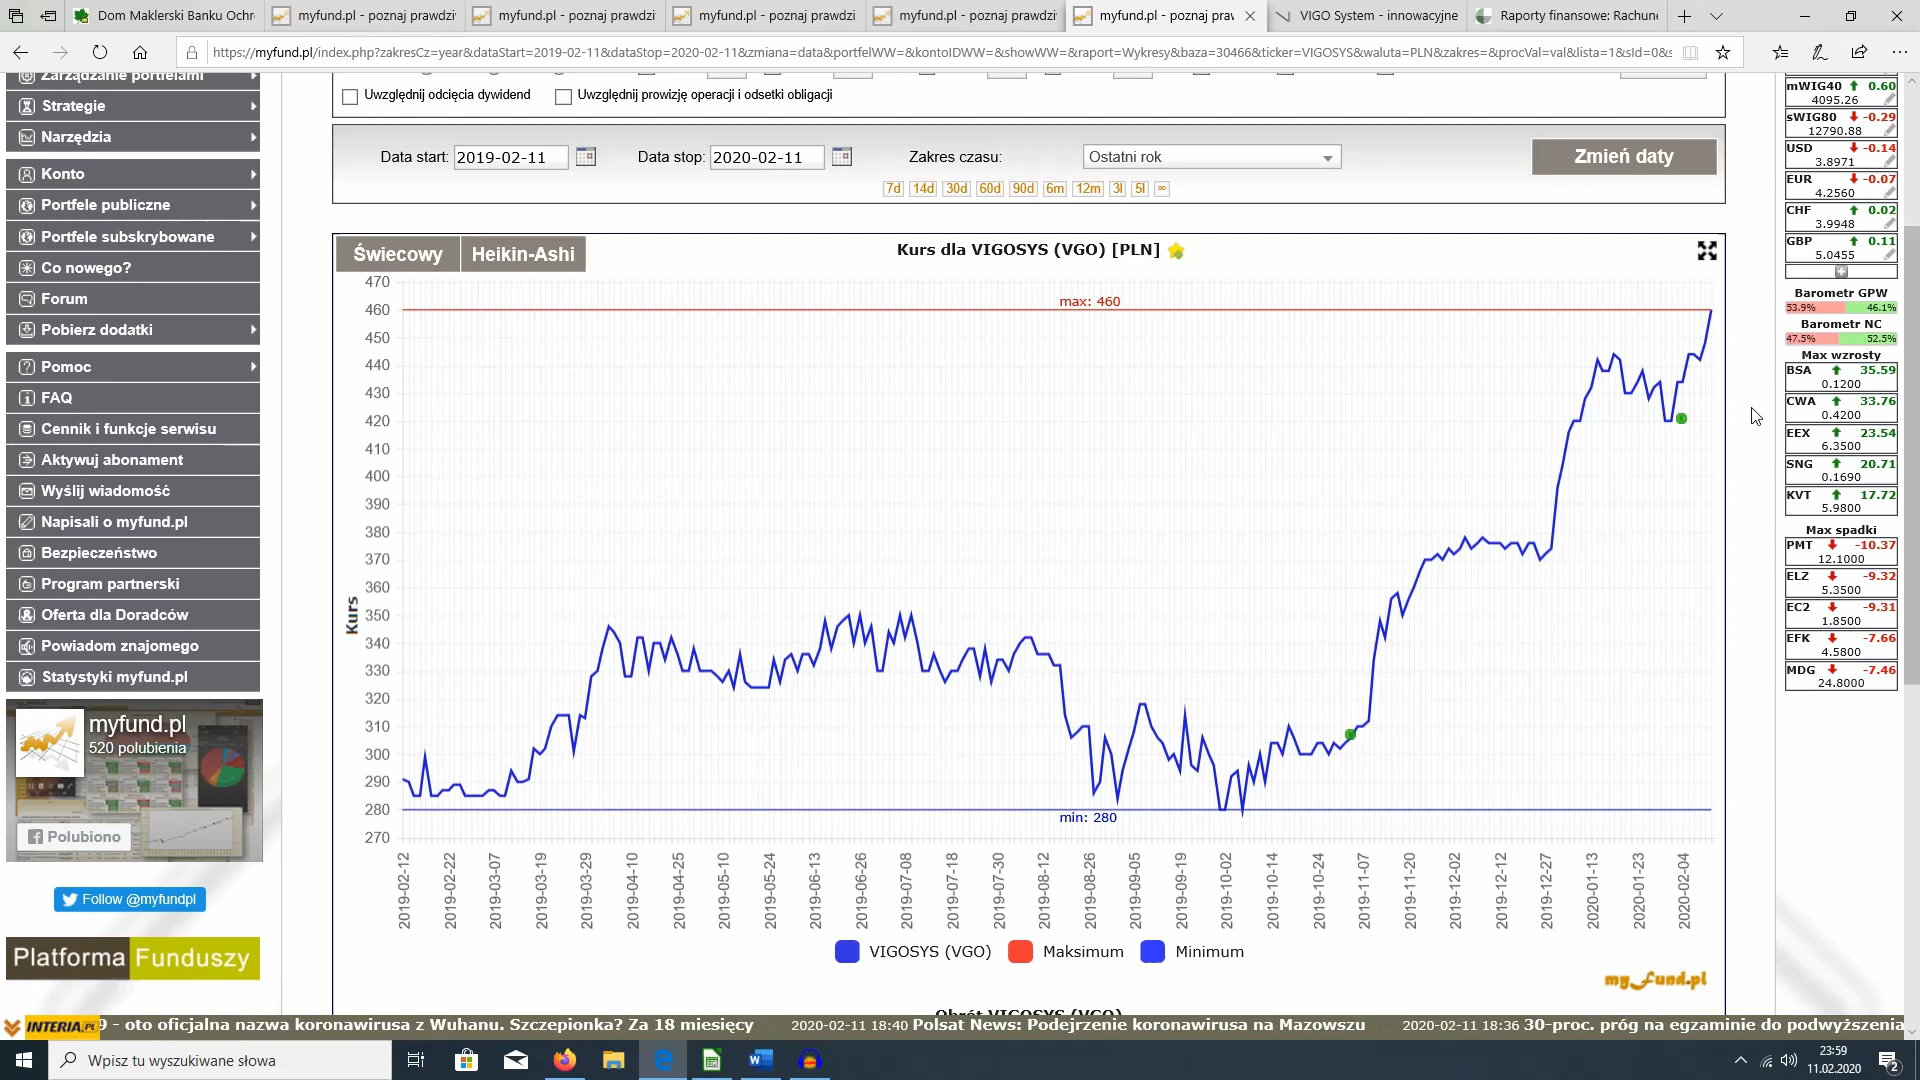 Dom Maklerski Banku Ochr
myfund.pl - poznaj prawdzi
myfund.pl - poznaj prawdzi
myfund.pl - poznaj prawdzi
myfund.pl - poznaj prawdzi
myfund.pl - poznaj praw
VIGO System - innowacyjne
Raporty finansowe: Rachun
https://myfund.pl/index.php?zakresCz=year&dataStart=2019-02-11&dataStop=2020-02-11&zmiana=data&portfelWW=&kontoIDWW=&showWW=&raport=Wykresy&baza=30466&ticker=VIGOSYS&waluta=PLN&zakres=&procVal=val&lista=1&sId=0&s
Zarządzanie portfelami
Strategie
Narzędzia
Konto
Portfele publiczne
Portfele subskrybowane
Co nowego?
Forum
Pobierz dodatki
Pomoc
FAQ
Cennik i funkcje serwisu
Aktywuj abonament
Wyślij wiadomość
Napisali o myfund.pl
Bezpieczeństwo
Program partnerski
Oferta dla Doradców
Powiadom znajomego
Statystyki myfund.pl
myfund.pl
520 polubienia
Polubiono
Follow @myfundpl
Platforma Funduszy
Uwzględnij odcięcia dywidend
Uwzględnij prowizję operacji i odsetki obligacji
Data start: 2019-02-11
Data stop: 2020-02-11
Zakres czasu:
Ostatni rok
Zmień daty
7d 14d 30d 60d 90d 6m 12m 3l 5l ∞
Świecowy
Heikin-Ashi
Kurs dla VIGOSYS (VGO) [PLN]
max: 460
min: 280
Kurs
470
460
450
440
430
420
410
400
390
380
370
360
350
340
330
320
310
300
290
280
270
2019-02-12
2019-02-22
2019-03-07
2019-03-19
2019-03-29
2019-04-10
2019-04-25
2019-05-10
2019-05-24
2019-06-13
2019-06-26
2019-07-08
2019-07-18
2019-07-30
2019-08-12
2019-08-26
2019-09-05
2019-09-19
2019-10-02
2019-10-14
2019-10-24
2019-11-07
2019-11-20
2019-12-02
2019-12-12
2019-12-27
2020-01-13
2020-01-23
2020-02-04
VIGOSYS (VGO)
Maksimum
Minimum
myFund.pl
mWIG40 0.60
4095.26
sWIG80 -0.29
12790.88
USD -0.14
3.8971
EUR -0.07
4.2560
CHF 0.02
3.9948
GBP 0.11
5.0455
Barometr GPW
53.9% 46.1%
Barometr NC
47.5% 52.5%
Max wzrosty
BSA 35.59
0.1200
CWA 33.76
0.4200
EEX 23.54
6.3500
SNG 20.71
0.1690
KVT 17.72
5.9800
Max spadki
PMT -10.37
12.1000
ELZ -9.32
5.3500
EC2 -9.31
1.8500
EFK -7.66
4.5800
MDG -7.46
24.8000
INTERIA.PL
9 - oto oficjalna nazwa koronawirusa z Wuhanu. Szczepionka? Za 18 miesięcy
2020-02-11 18:40 Polsat News: Podejrzenie koronawirusa na Mazowszu
2020-02-11 18:36 30-proc. próg na egzaminie do podwyższenia
Wpisz tu wyszukiwane słowa
23:59
11.02.2020
2